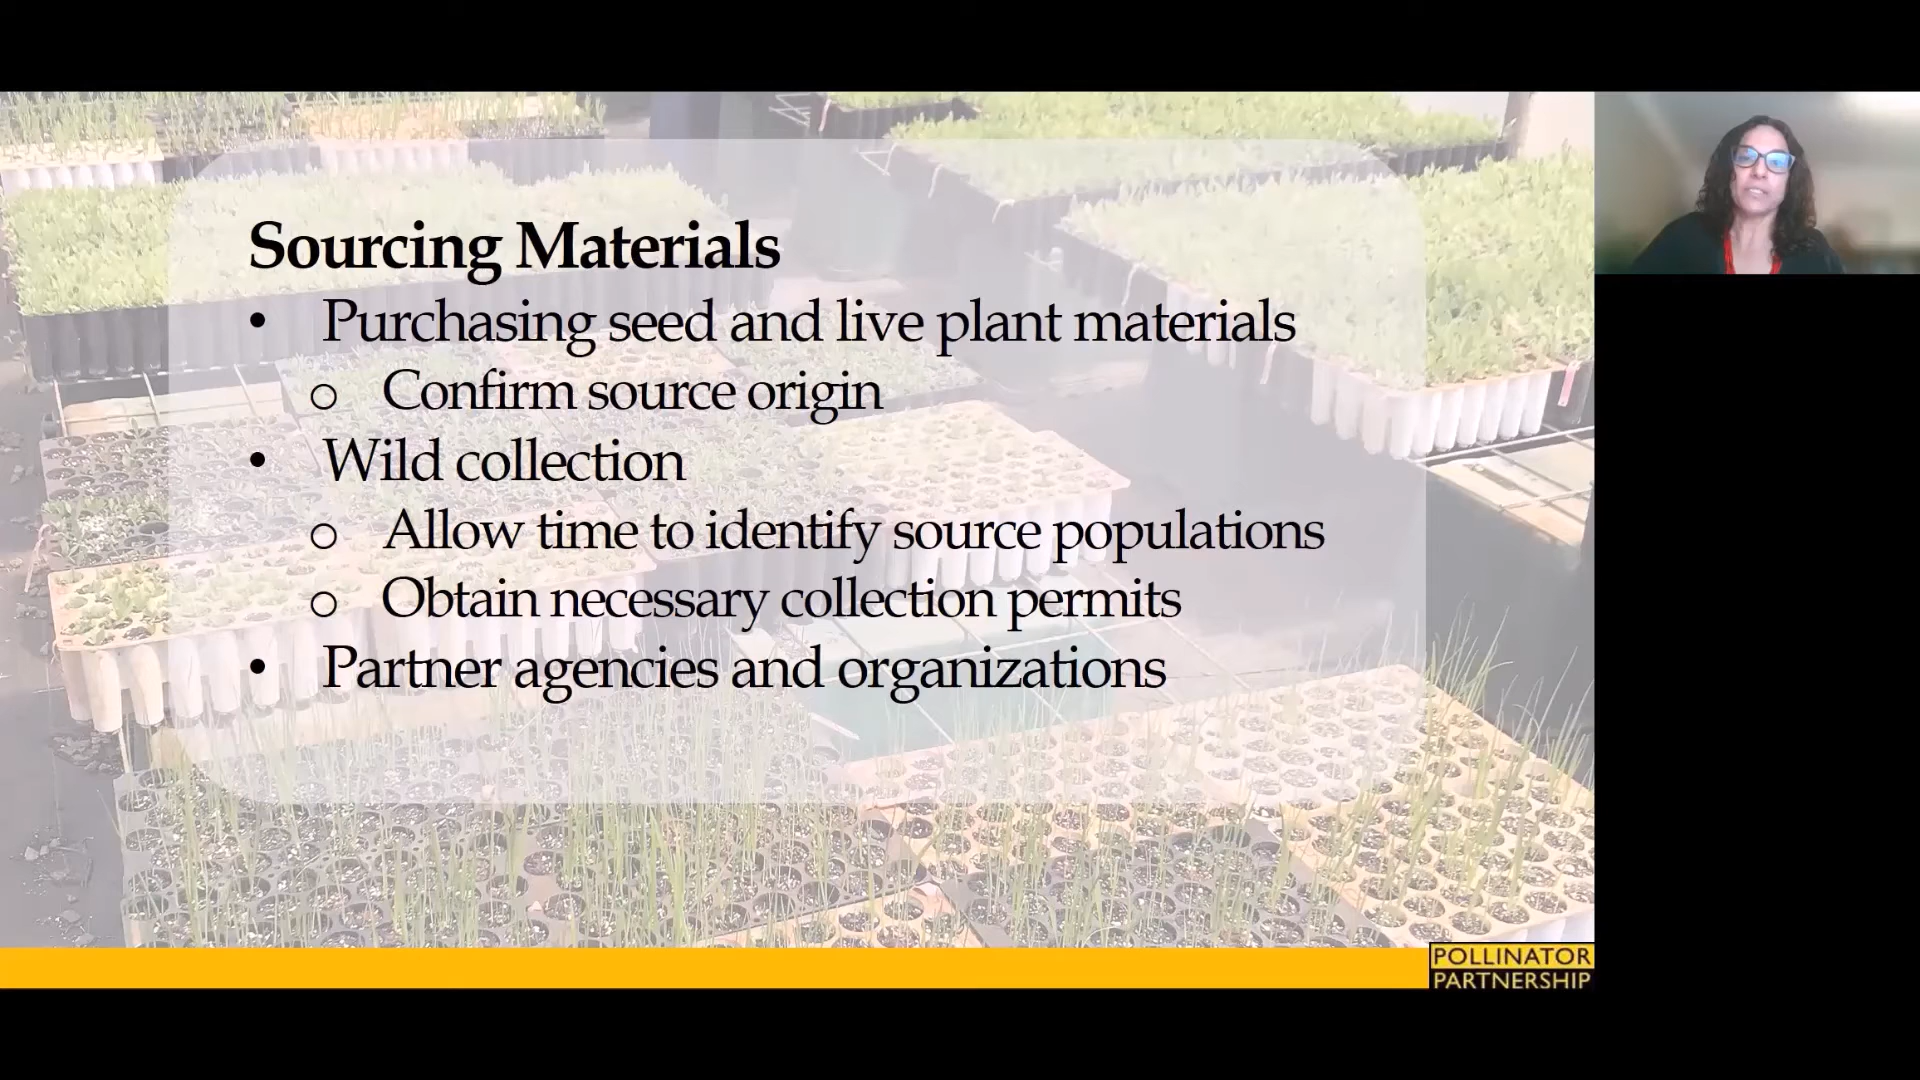 Sourcing Materials
• Purchasing seed and live plant materials
o Confirm source origin
• Wild collection
o Allow time to identify source populations
o Obtain necessary collection permits
• Partner agencies and organizations
POLLINATOR
PARTNERSHIP